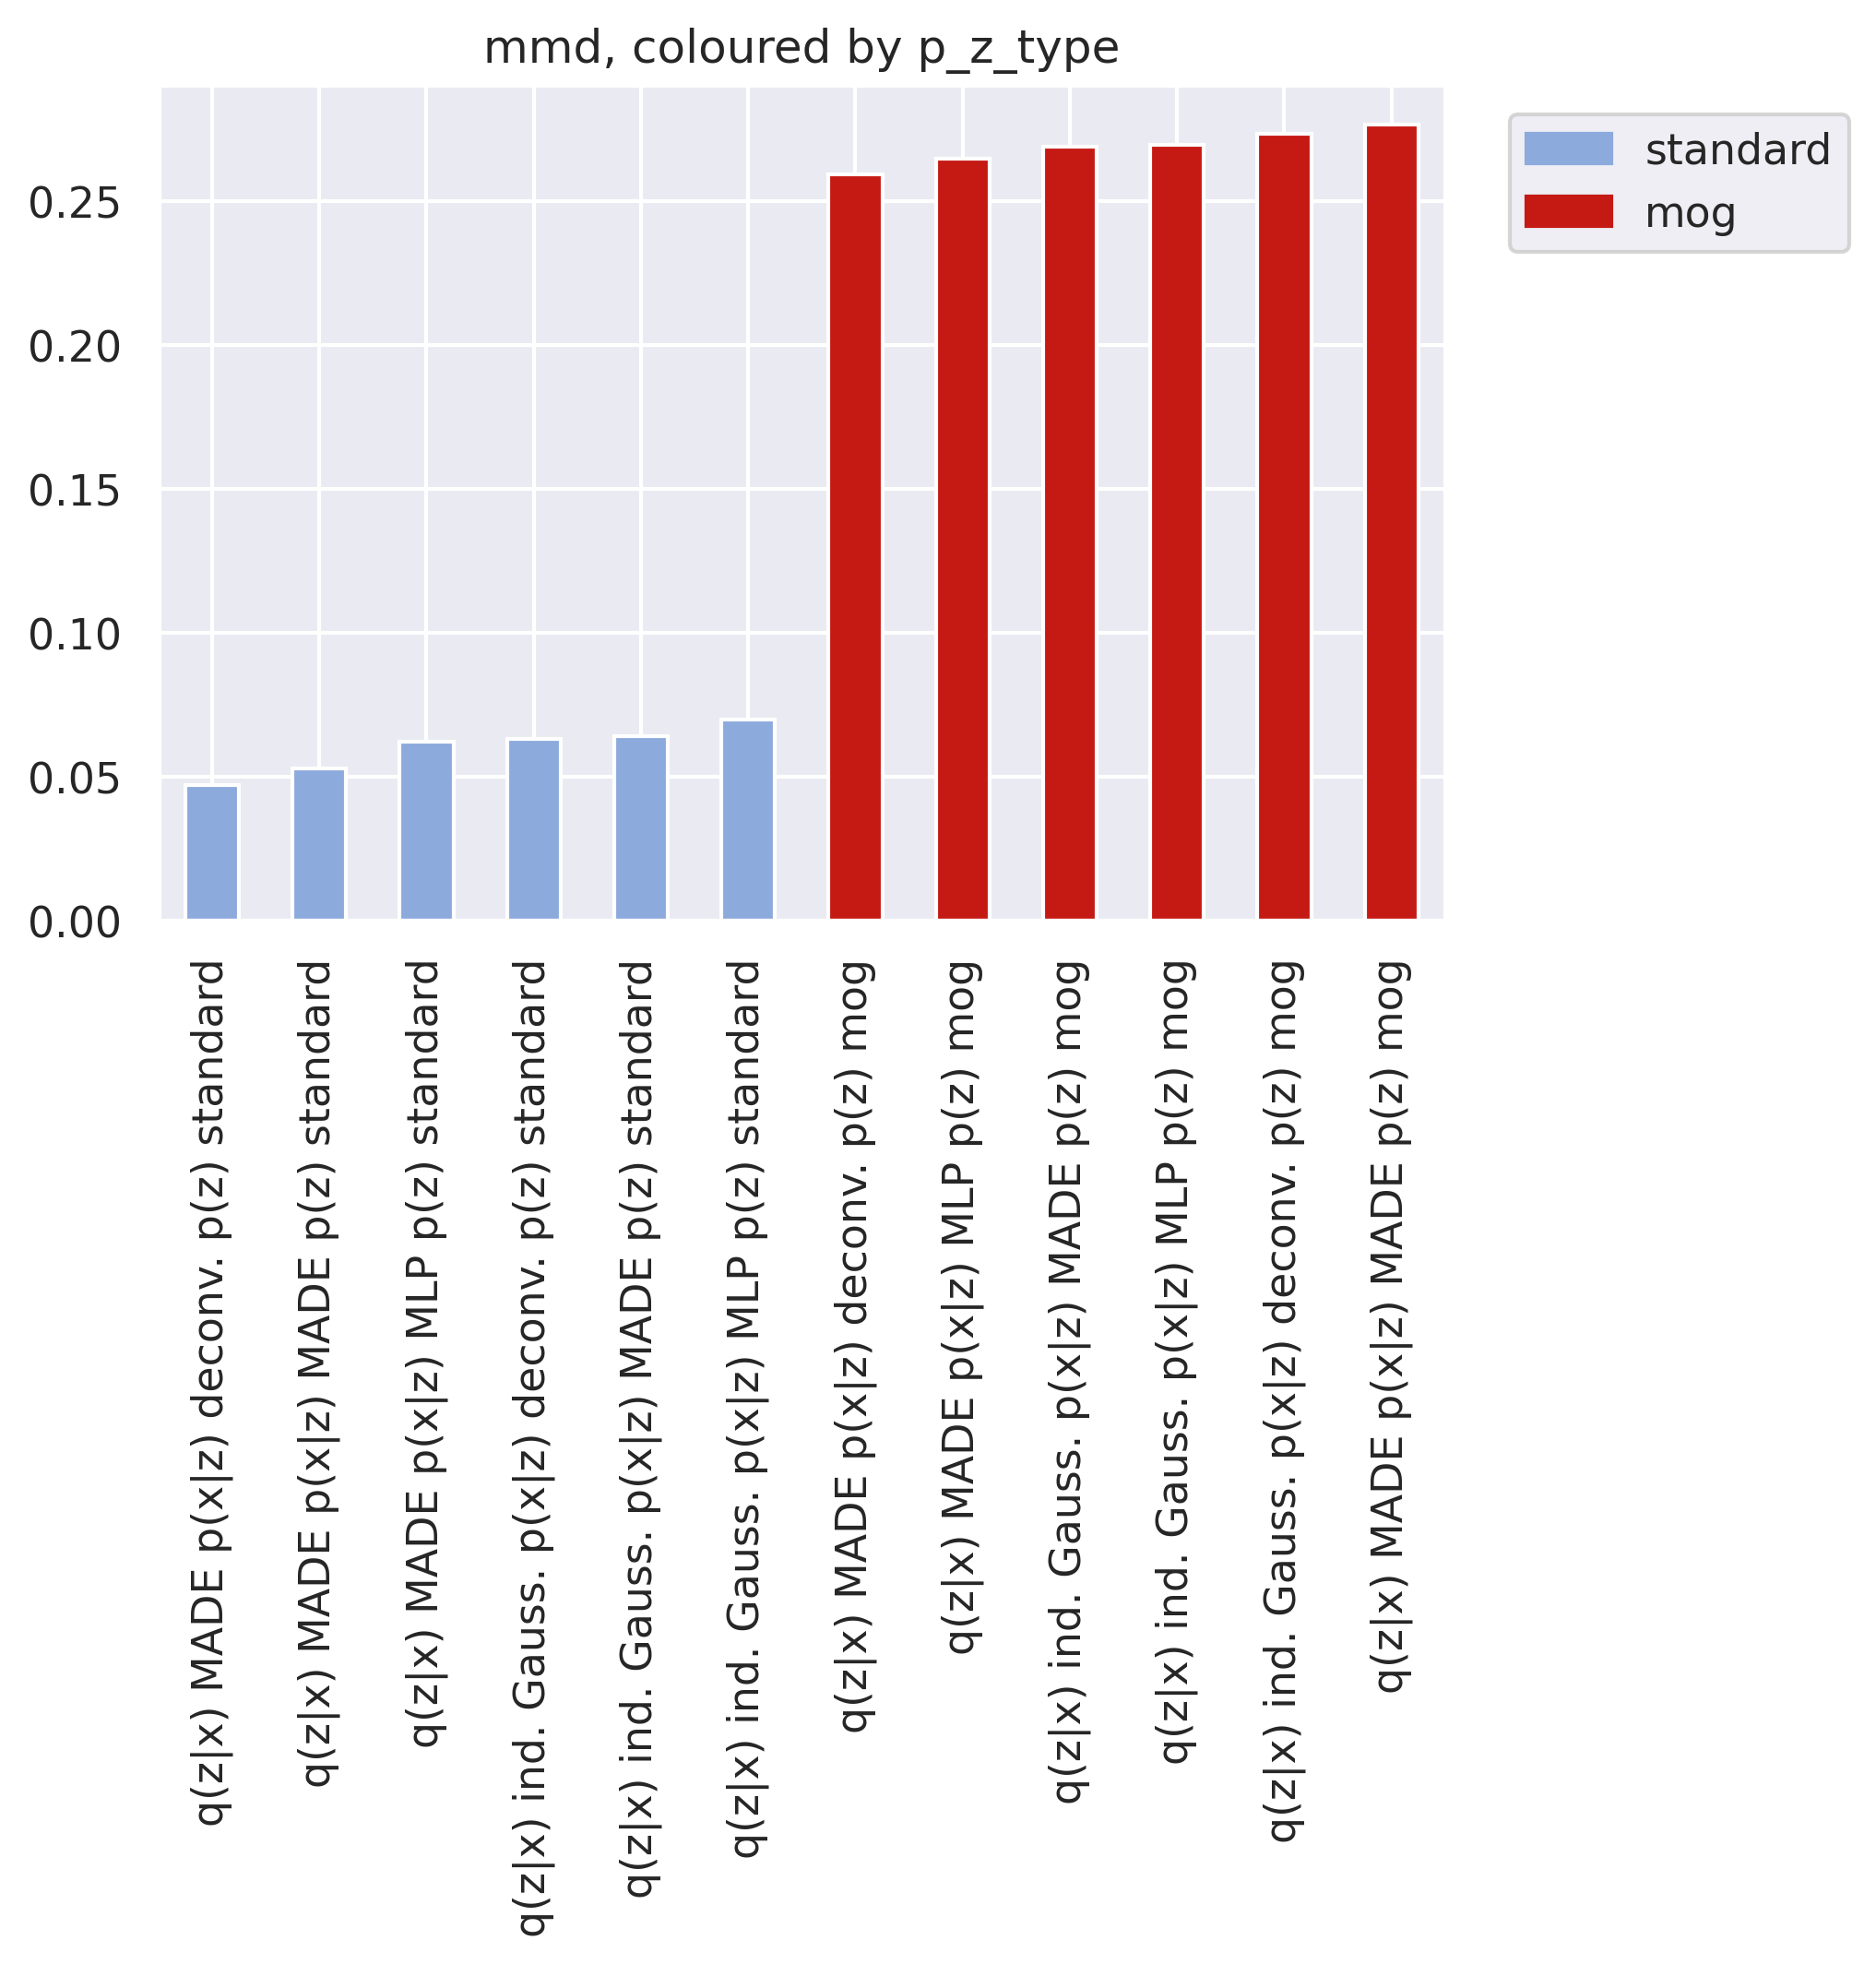 mmd, coloured by p_z_type
standard
mog
0.25
0.20
0.15
0.10
0.05
0.00
q(z|x) MADE p(x|z) deconv. p(z) standard
q(z|x) MADE p(x|z) MADE p(z) standard
q(z|x) MADE p(x|z) MLP p(z) standard
q(z|x) ind. Gauss. p(x|z) deconv. p(z) standard
q(z|x) ind. Gauss. p(x|z) MADE p(z) standard
q(z|x) ind. Gauss. p(x|z) MLP p(z) standard
q(z|x) MADE p(x|z) deconv. p(z) mog
q(z|x) MADE p(x|z) MLP p(z) mog
q(z|x) ind. Gauss. p(x|z) MADE p(z) mog
q(z|x) ind. Gauss. p(x|z) MLP p(z) mog
q(z|x) ind. Gauss. p(x|z) deconv. p(z) mog
q(z|x) MADE p(x|z) MADE p(z) mog